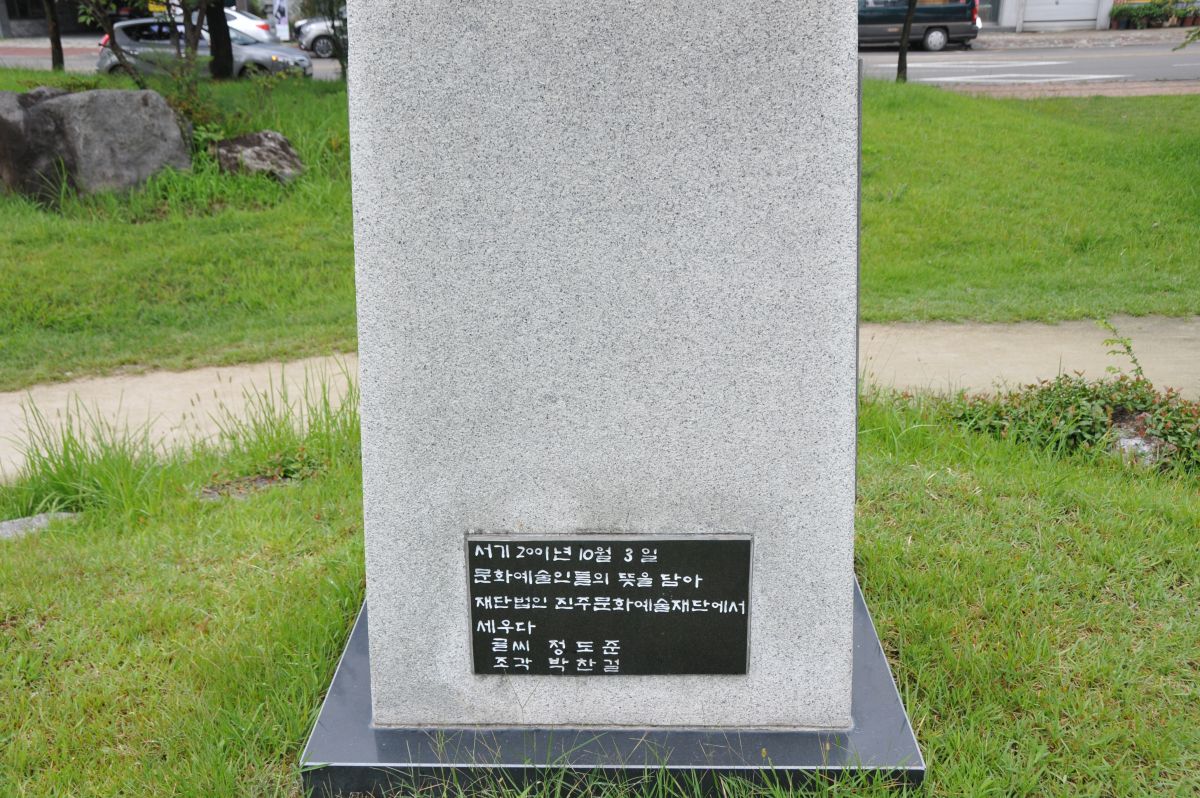 서기 2001년 10월 3일
문화예술인들의 뜻을 담아
재단법인 진주문화예술재단에서
세우다
글씨 정도준
조각 박찬걸